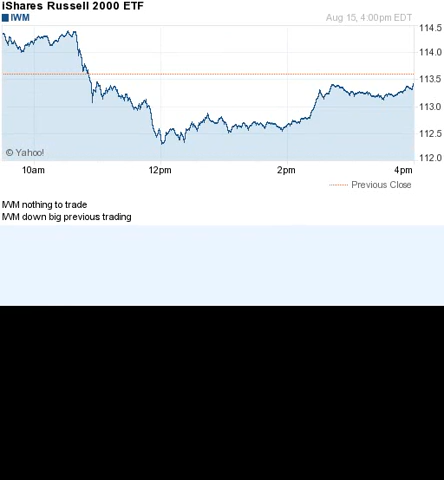 iShares Russell 2000 ETF
IWM
Aug 15, 4:00pm EDT
114.5
114.0
113.5
113.0
112.5
112.0
© Yahoo!
10am 12pm 2pm 4pm
Previous Close
IWM nothing to trade
IWM down big previous trading